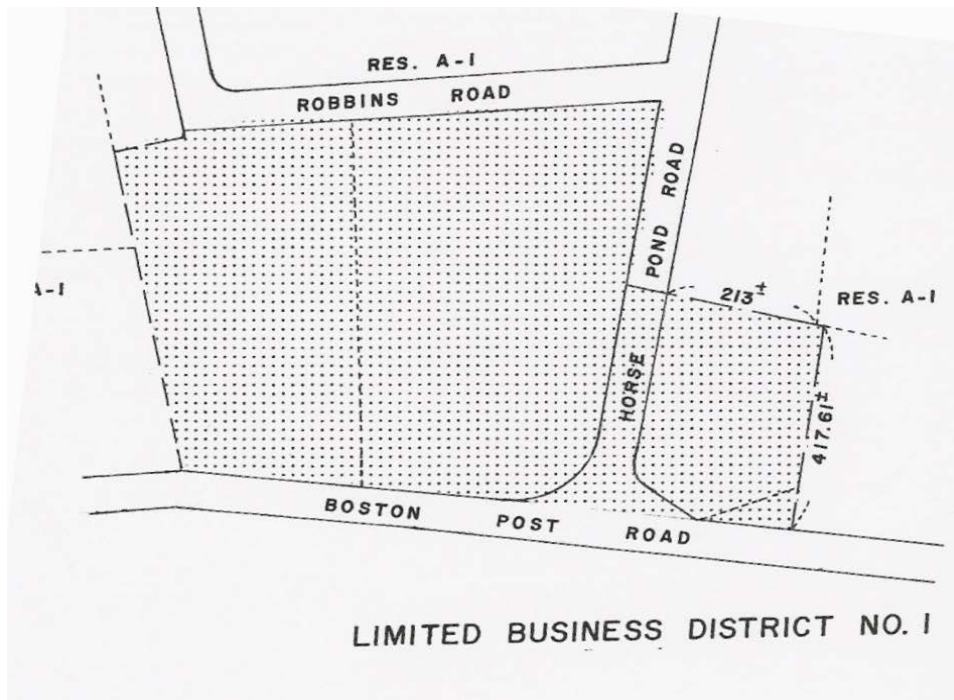 RES. A-1
ROBBINS ROAD
POND ROAD
A-1
213±
RES. A-1
HORSE
417.61±
BOSTON POST ROAD
LIMITED BUSINESS DISTRICT NO. 1